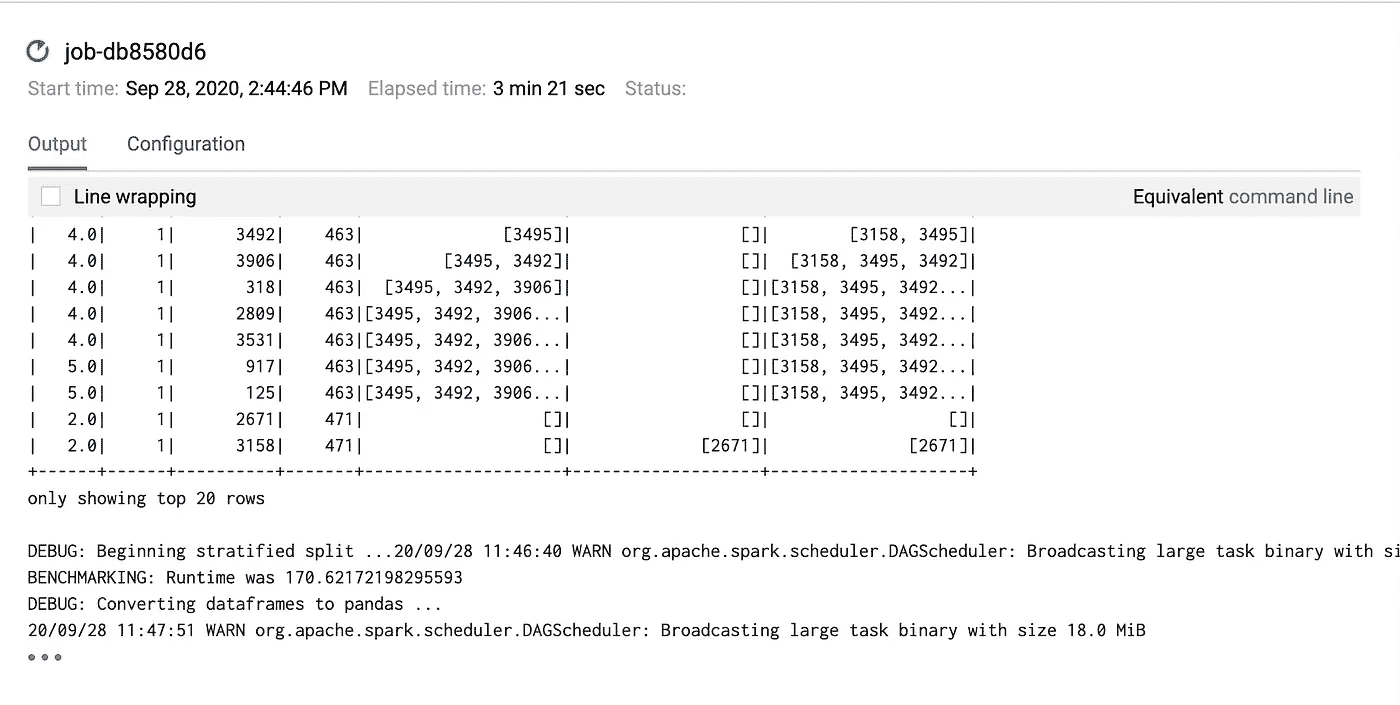 job-db8580d6
Start time: Sep 28, 2020, 2:44:46 PM Elapsed time: 3 min 21 sec Status:
Output Configuration
Line wrapping Equivalent command line
|   4.0|     1|      3492|    463|              [3495]|                 []|        [3158, 3495]|
|   4.0|     1|      3906|    463|        [3495, 3492]|                 []|  [3158, 3495, 3492]|
|   4.0|     1|       318|    463|  [3495, 3492, 3906]|                 []|[3158, 3495, 3492...|
|   4.0|     1|      2809|    463|[3495, 3492, 3906...|                 []|[3158, 3495, 3492...|
|   4.0|     1|      3531|    463|[3495, 3492, 3906...|                 []|[3158, 3495, 3492...|
|   5.0|     1|       917|    463|[3495, 3492, 3906...|                 []|[3158, 3495, 3492...|
|   5.0|     1|       125|    463|[3495, 3492, 3906...|                 []|[3158, 3495, 3492...|
|   2.0|     1|      2671|    471|                  []|                 []|                  []|
|   2.0|     1|      3158|    471|                  []|             [2671]|              [2671]|
+------+------+----------+-------+--------------------+-------------------+--------------------+
only showing top 20 rows
DEBUG: Beginning stratified split ...20/09/28 11:46:40 WARN org.apache.spark.scheduler.DAGScheduler: Broadcasting large task binary with si
BENCHMARKING: Runtime was 170.62172198295593
DEBUG: Converting dataframes to pandas ...
20/09/28 11:47:51 WARN org.apache.spark.scheduler.DAGScheduler: Broadcasting large task binary with size 18.0 MiB